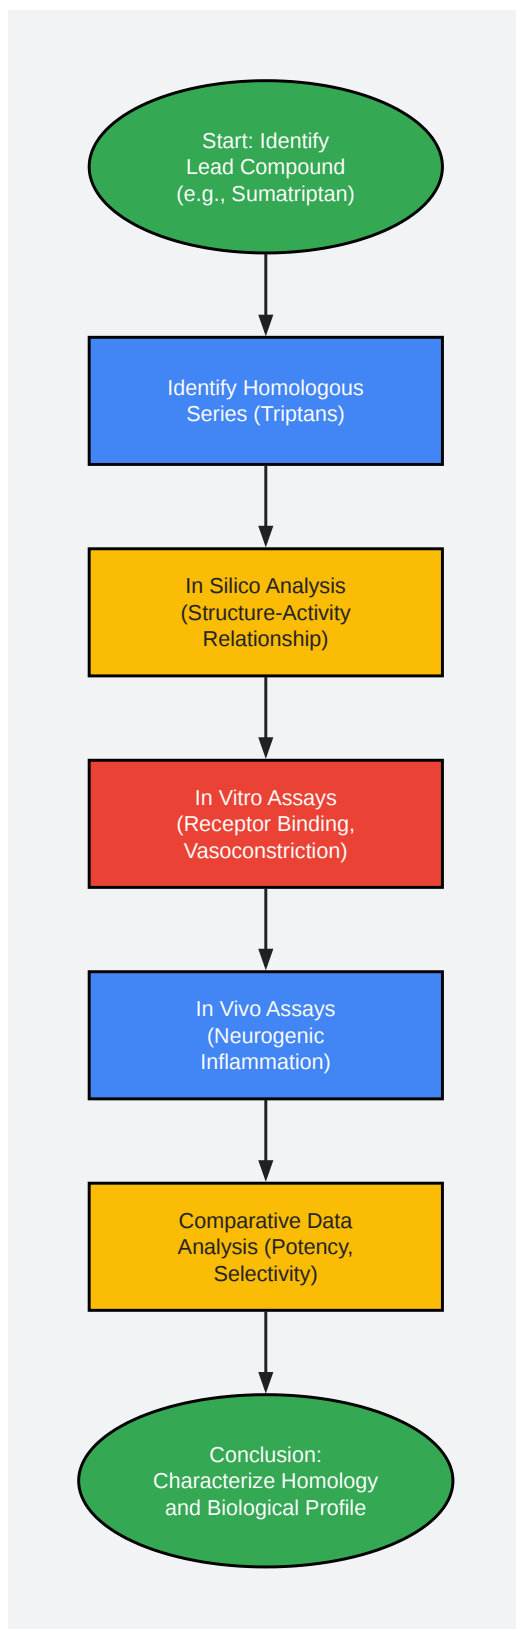 Start: Identify
Lead Compound
(e.g., Sumatriptan)
Identify Homologous
Series (Triptans)
In Silico Analysis
(Structure-Activity
Relationship)
In Vitro Assays
(Receptor Binding,
Vasoconstriction)
In Vivo Assays
(Neurogenic
Inflammation)
Comparative Data
Analysis (Potency,
Selectivity)
Conclusion:
Characterize Homology
and Biological Profile